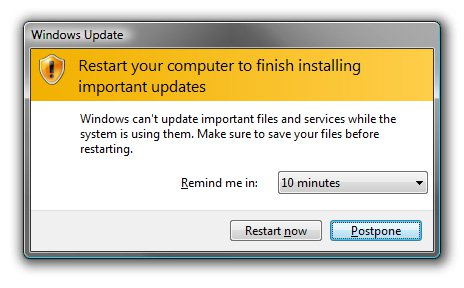 Windows Update
Restart your computer to finish installing
important updates
Windows can't update important files and services while the
system is using them. Make sure to save your files before
restarting.
Remind me in: 10 minutes
Restart now Postpone